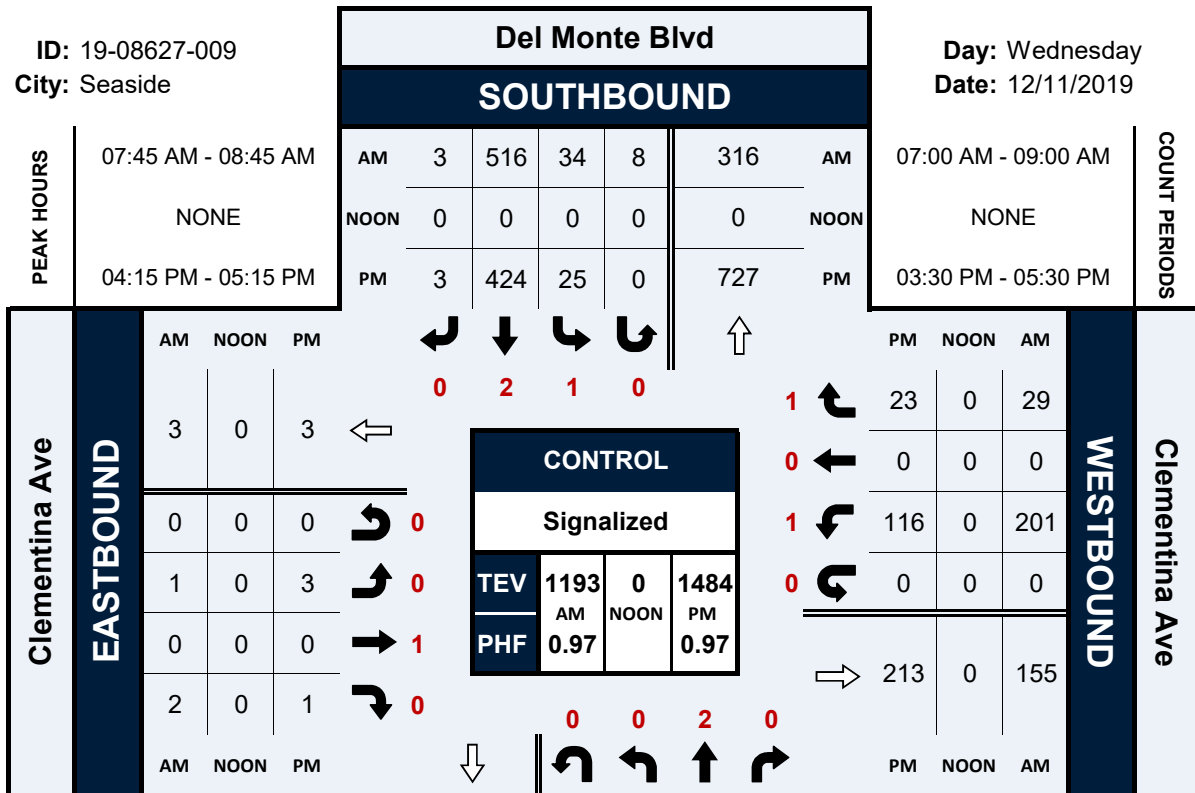 Del Monte Blvd
ID: 19-08627-009
City: Seaside
Day: Wednesday
Date: 12/11/2019
SOUTHBOUND
PEAK HOURS
07:45 AM - 08:45 AM
NONE
04:15 PM - 05:15 PM
AM 3 516 34 8 316 AM
NOON 0 0 0 0 0 NOON
PM 3 424 25 0 727 PM
07:00 AM - 09:00 AM
NONE
03:30 PM - 05:30 PM
COUNT PERIODS
0 2 1 0
Clementina Ave
EASTBOUND
AM NOON PM
3 0 3
0 0 0 0
1 0 3 0
0 0 0 1
2 0 1 0
AM NOON PM
CONTROL
Signalized
TEV 1193 0 1484
AM NOON PM
PHF 0.97 0.97
PM NOON AM
1 23 0 29
0 0 0 0
1 116 0 201
0 0 0 0
213 0 155
PM NOON AM
WESTBOUND
Clementina Ave
0 0 2 0